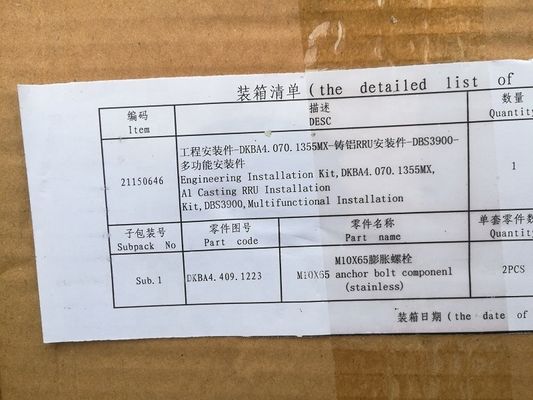 装箱清单(the detailed list of
编码
Item
描述
DESC
数量
Quantity
21150646
工程安装件-DKBA4.070.1355MX-铸铝RRU安装件-DBS3900-
多功能安装件
Engineering Installation Kit,DKBA4.070.1355MX,
Al Casting RRU Installation
Kit,DBS3900,Multifunctional Installation
1
子包装号
Subpack No
零件图号
Part code
零件名称
Part name
单套零件数
Quantity
Sub.1
DKBA4.409.1223
M10X65膨胀螺栓
M10X65 anchor bolt componenl
(stainless)
2PCS
装箱日期(the date of